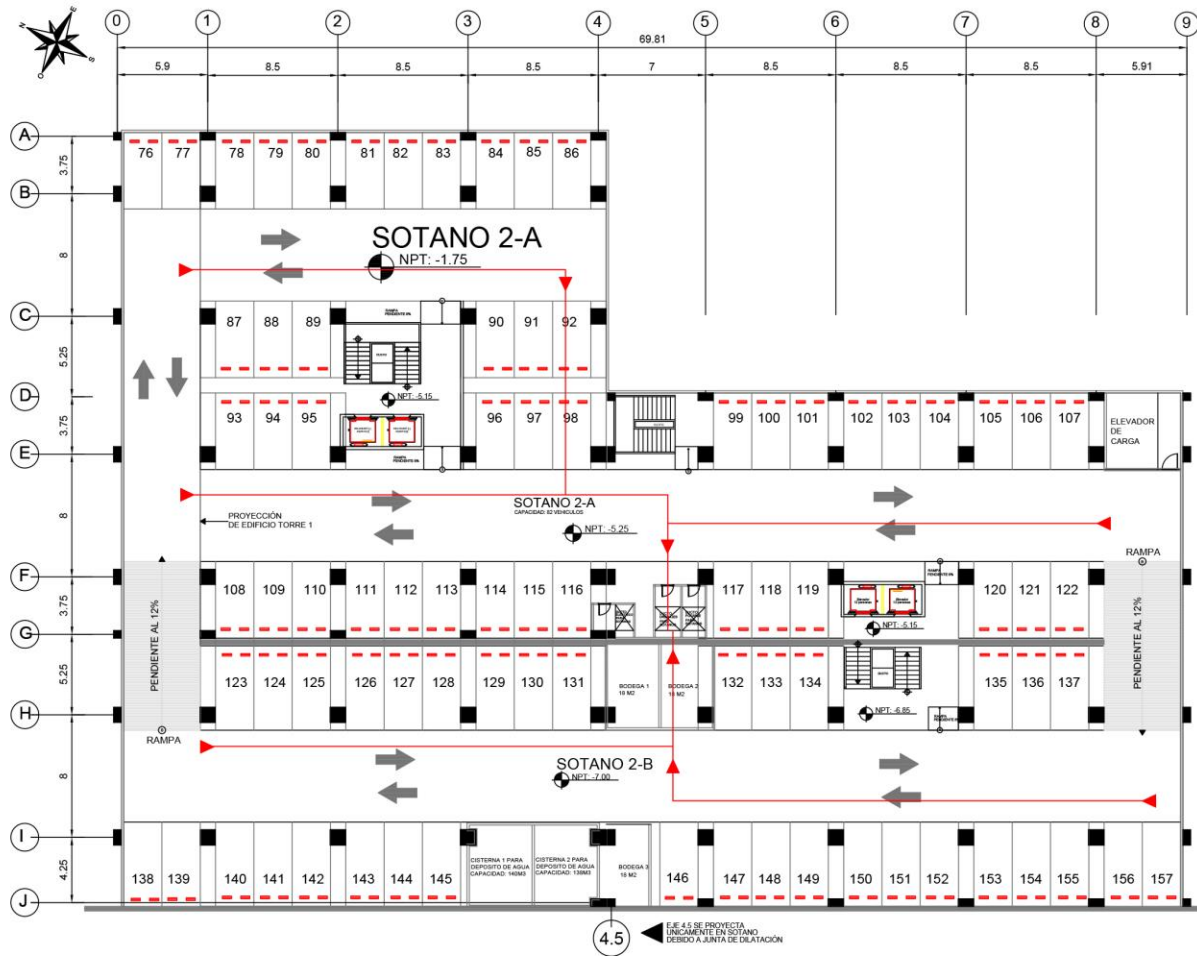 N
E
S
O
0 1 2 3 4 5 6 7 8 9
69.81
5.9 8.5 8.5 8.5 7 8.5 8.5 8.5 5.91
A
3.75
76 77 78 79 80 81 82 83 84 85 86
B
8
SOTANO 2-A
NPT: -1.75
C
5.25
87 88 89
RAMPA
90 91 92
D
NPT: -5.15
3.75
93 94 95
96 97 98
99 100 101 102 103 104 105 106 107
ELEVADOR
DE
CARGA
E
8
PROYECCIÓN
DE EDIFICIO TORRE 1
SOTANO 2-A
CAPACIDAD: 82 VEHICULOS
NPT: -5.25
RAMPA
F
3.75
108 109 110 111 112 113 114 115 116 117 118 119 120 121 122
PENDIENTE AL 12%
PENDIENTE AL 12%
NPT: -5.15
G
5.25
123 124 125 126 127 128 129 130 131
BODEGA 1
BODEGA 2
132 133 134
135 136 137
NPT: -6.85
H
RAMPA
8
SOTANO 2-B
NPT: -7.00
I
4.25
138 139 140 141 142 143 144 145
CISTERNA 1 PARA
DEPOSITO DE AGUA
CAPACIDAD: 140M3
CISTERNA 2 PARA
DEPOSITO DE AGUA
CAPACIDAD: 138M3
BODEGA 3
146 147 148 149 150 151 152 153 154 155 156 157
J
4.5
EJE 4.5 SE PROYECTA
UNICAMENTE EN SOTANO
DEBIDO A JUNTA DE DILATACIÓN